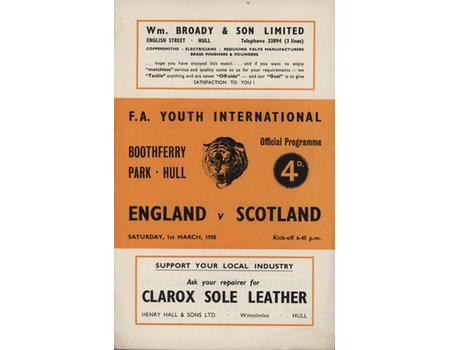 Wm. BROADY & SON LIMITED
ENGLISH STREET · HULL Telephone 33894 (3 lines)
COPPERSMITHS : ELECTRICIANS : REDUCING VALVE MANUFACTURERS
BRASS FINISHERS & FOUNDERS
. . . hope you have enjoyed this match . . . and if you want to enjoy
"matchless" service and quality come to us for your requirements — we
"Tackle" anything and are never "Off-side" — and our "Goal" is to give
SATISFACTION TO YOU !
F.A. YOUTH INTERNATIONAL
BOOTHFERRY
PARK · HULL
Official Programme
4D.
ENGLAND v SCOTLAND
SATURDAY, 1st MARCH, 1958 Kick-off 6-45 p.m.
SUPPORT YOUR LOCAL INDUSTRY
Ask your repairer for
CLAROX SOLE LEATHER
HENRY HALL & SONS LTD. · Wincolmlee · HULL